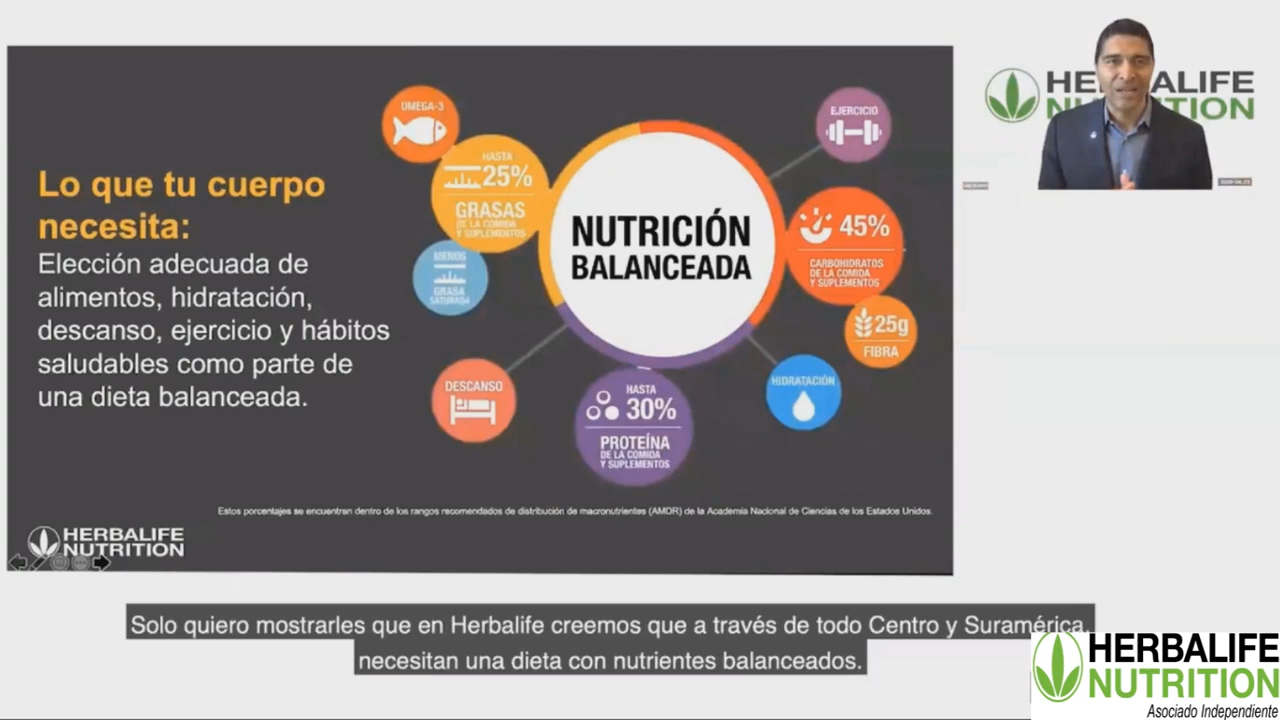 Lo que tu cuerpo
necesita:
Elección adecuada de
alimentos, hidratación,
descanso, ejercicio y hábitos
saludables como parte de
una dieta balanceada.
OMEGA-3
HASTA
25%
GRASAS
DE LA COMIDA
Y SUPLEMENTOS
MENOS
GRASA
SATURADA
DESCANSO
NUTRICIÓN
BALANCEADA
HASTA
30%
PROTEÍNA
DE LA COMIDA
Y SUPLEMENTOS
EJERCICIO
45%
CARBOHIDRATOS
DE LA COMIDA
Y SUPLEMENTOS
25g
FIBRA
HIDRATACIÓN
Estos porcentajes se encuentran dentro de los rangos recomendados de distribución de macronutrientes (AMDR) de la Academia Nacional de Ciencias de los Estados Unidos.
HERBALIFE
NUTRITION
Solo quiero mostrarles que en Herbalife creemos que a través de todo Centro y Suramérica,
necesitan una dieta con nutrientes balanceados.
HERBALIFE
NUTRITION
Asociado Independiente